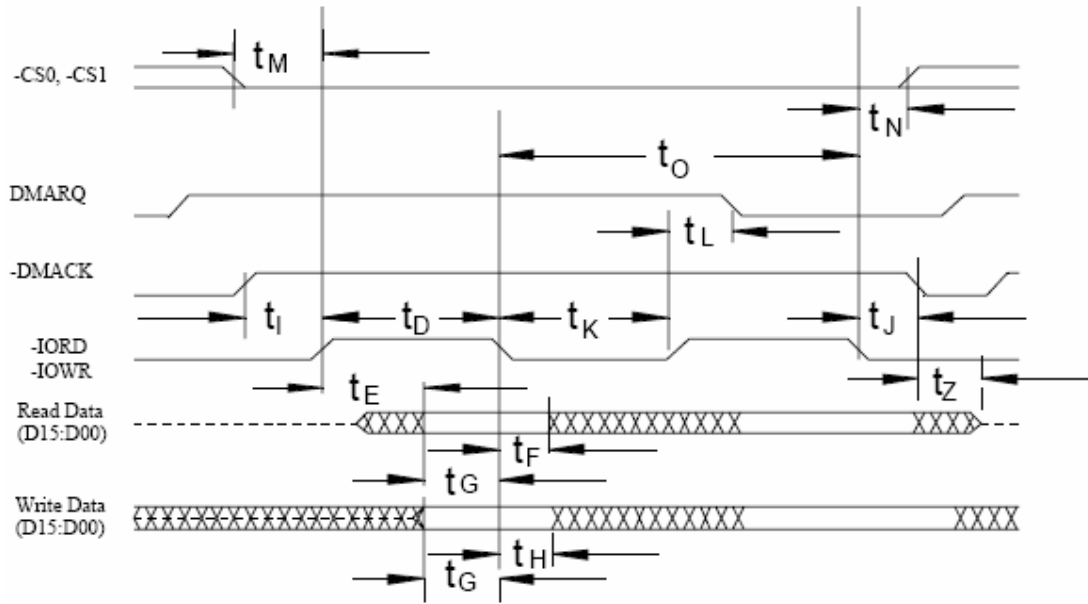 tM
-CS0, -CS1
tN
tO
DMARQ
tL
-DMACK
tI
tD
tK
tJ
-IORD
-IOWR
tE
tZ
Read Data
(D15:D00)
tF
tG
Write Data
(D15:D00)
tH
tG